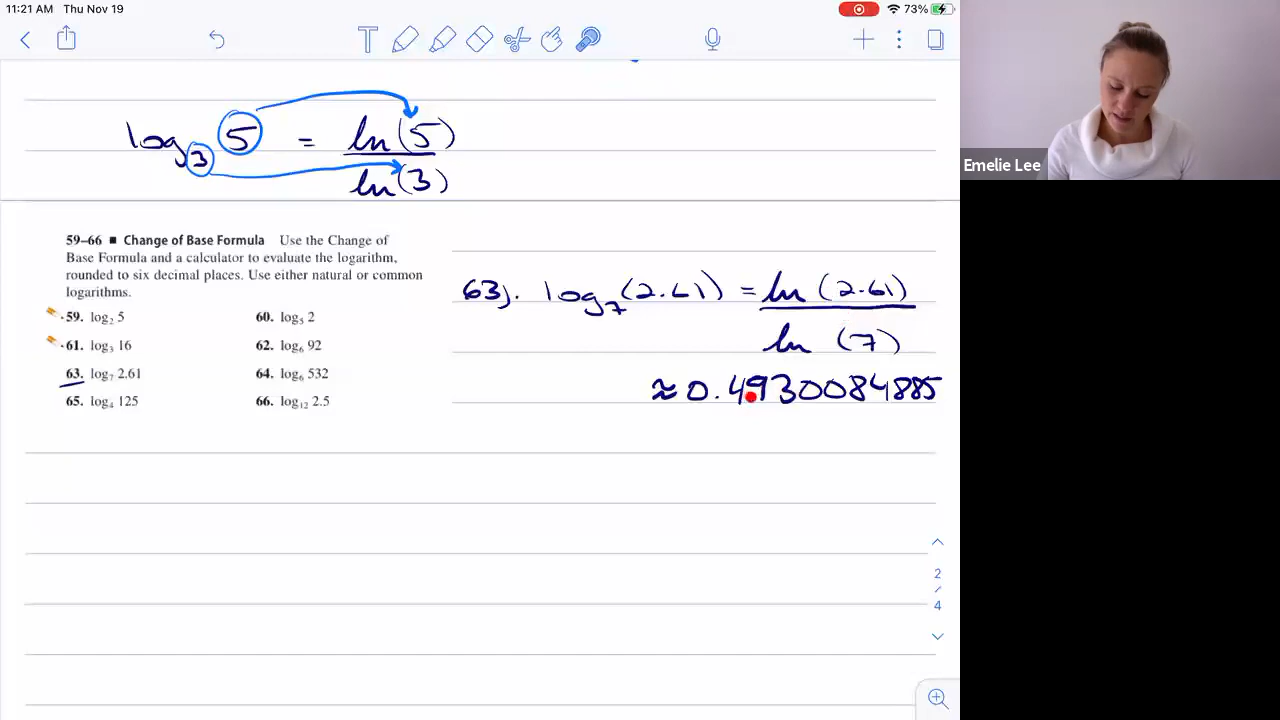 11:21 AM Thu Nov 19
73%
T
log₃ 5 = ln(5)
ln(3)
Emelie Lee
59–66 ■ Change of Base Formula Use the Change of
Base Formula and a calculator to evaluate the logarithm,
rounded to six decimal places. Use either natural or common
logarithms.
59. log₂ 5
60. log₅ 2
61. log₃ 16
62. log₆ 92
63. log₇ 2.61
64. log₆ 532
65. log₄ 125
66. log₁₂ 2.5
63). log₇(2.61) = ln (2.61)
ln (7)
≈ 0.4930084885
2
/
4